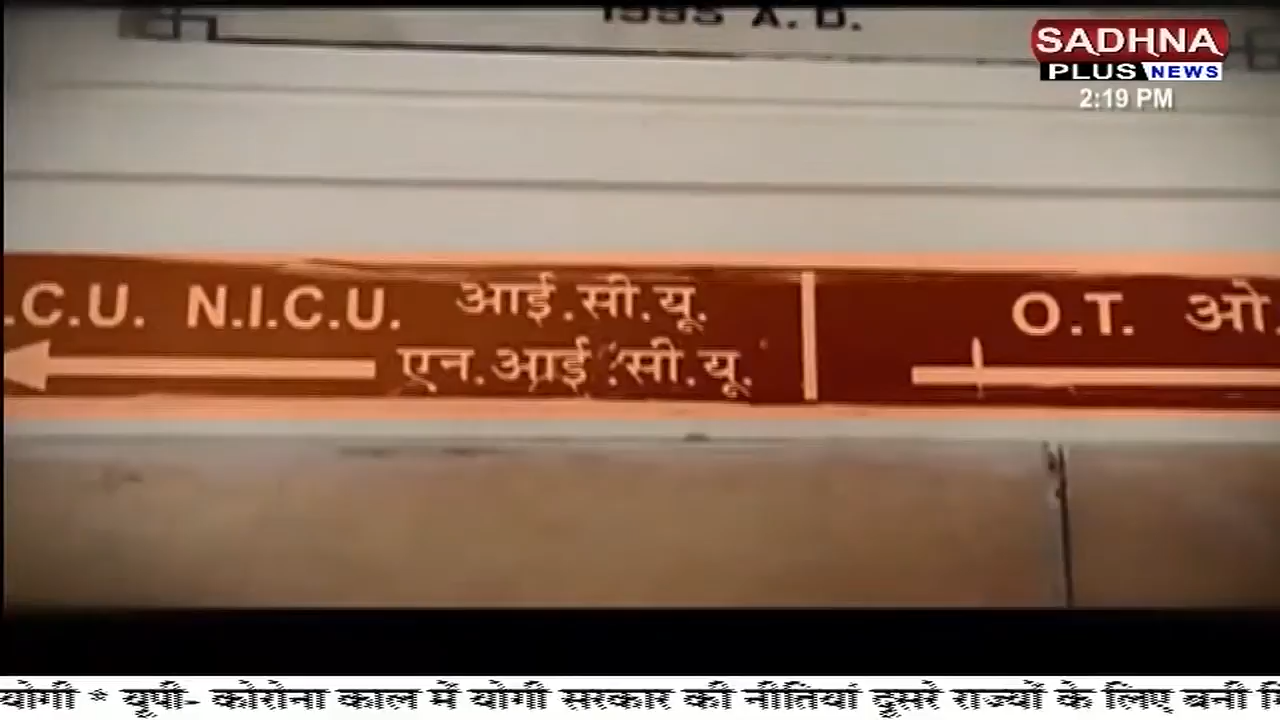 1995 A.D.
SADHNA
PLUS NEWS
2:19 PM
.C.U. N.I.C.U. आई.सी.यू.
एन.आई.सी.यू.
O.T. ओ.
योगी * यूपी- कोरोना काल में योगी सरकार की नीतियां दूसरे राज्यों के लिए बनी